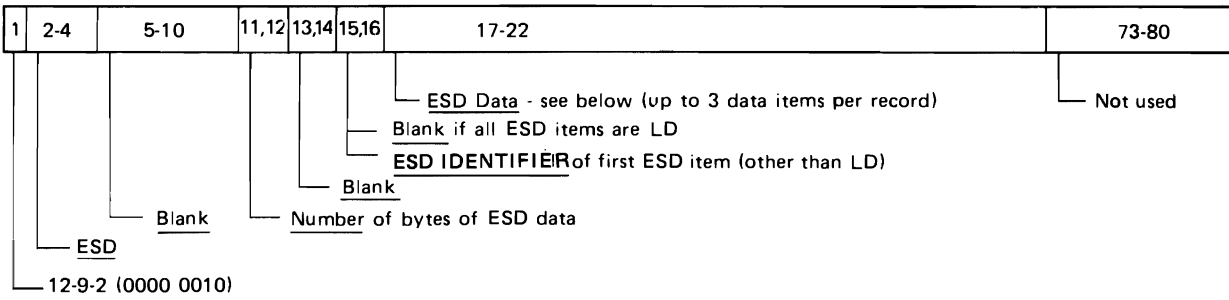 1 2-4 5-10 11,12 13,14 15,16 17-22 73-80
ESD Data - see below (up to 3 data items per record) Not used
Blank if all ESD items are LD
ESD IDENTIFIER of first ESD item (other than LD)
Blank
Blank Number of bytes of ESD data
ESD
12-9-2 (0000 0010)